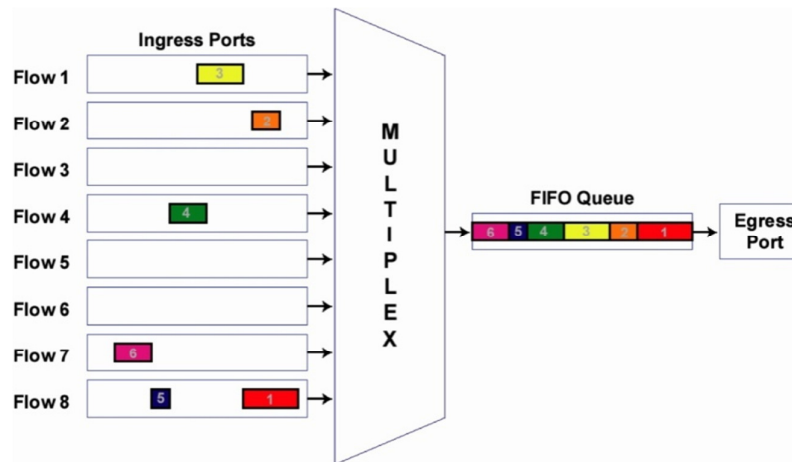 Ingress Ports
Flow 1
3
Flow 2
2
Flow 3
Flow 4
4
Flow 5
Flow 6
Flow 7
6
Flow 8
5 1
MULTIPLEX
FIFO Queue
6 5 4 3 2 1
Egress
Port